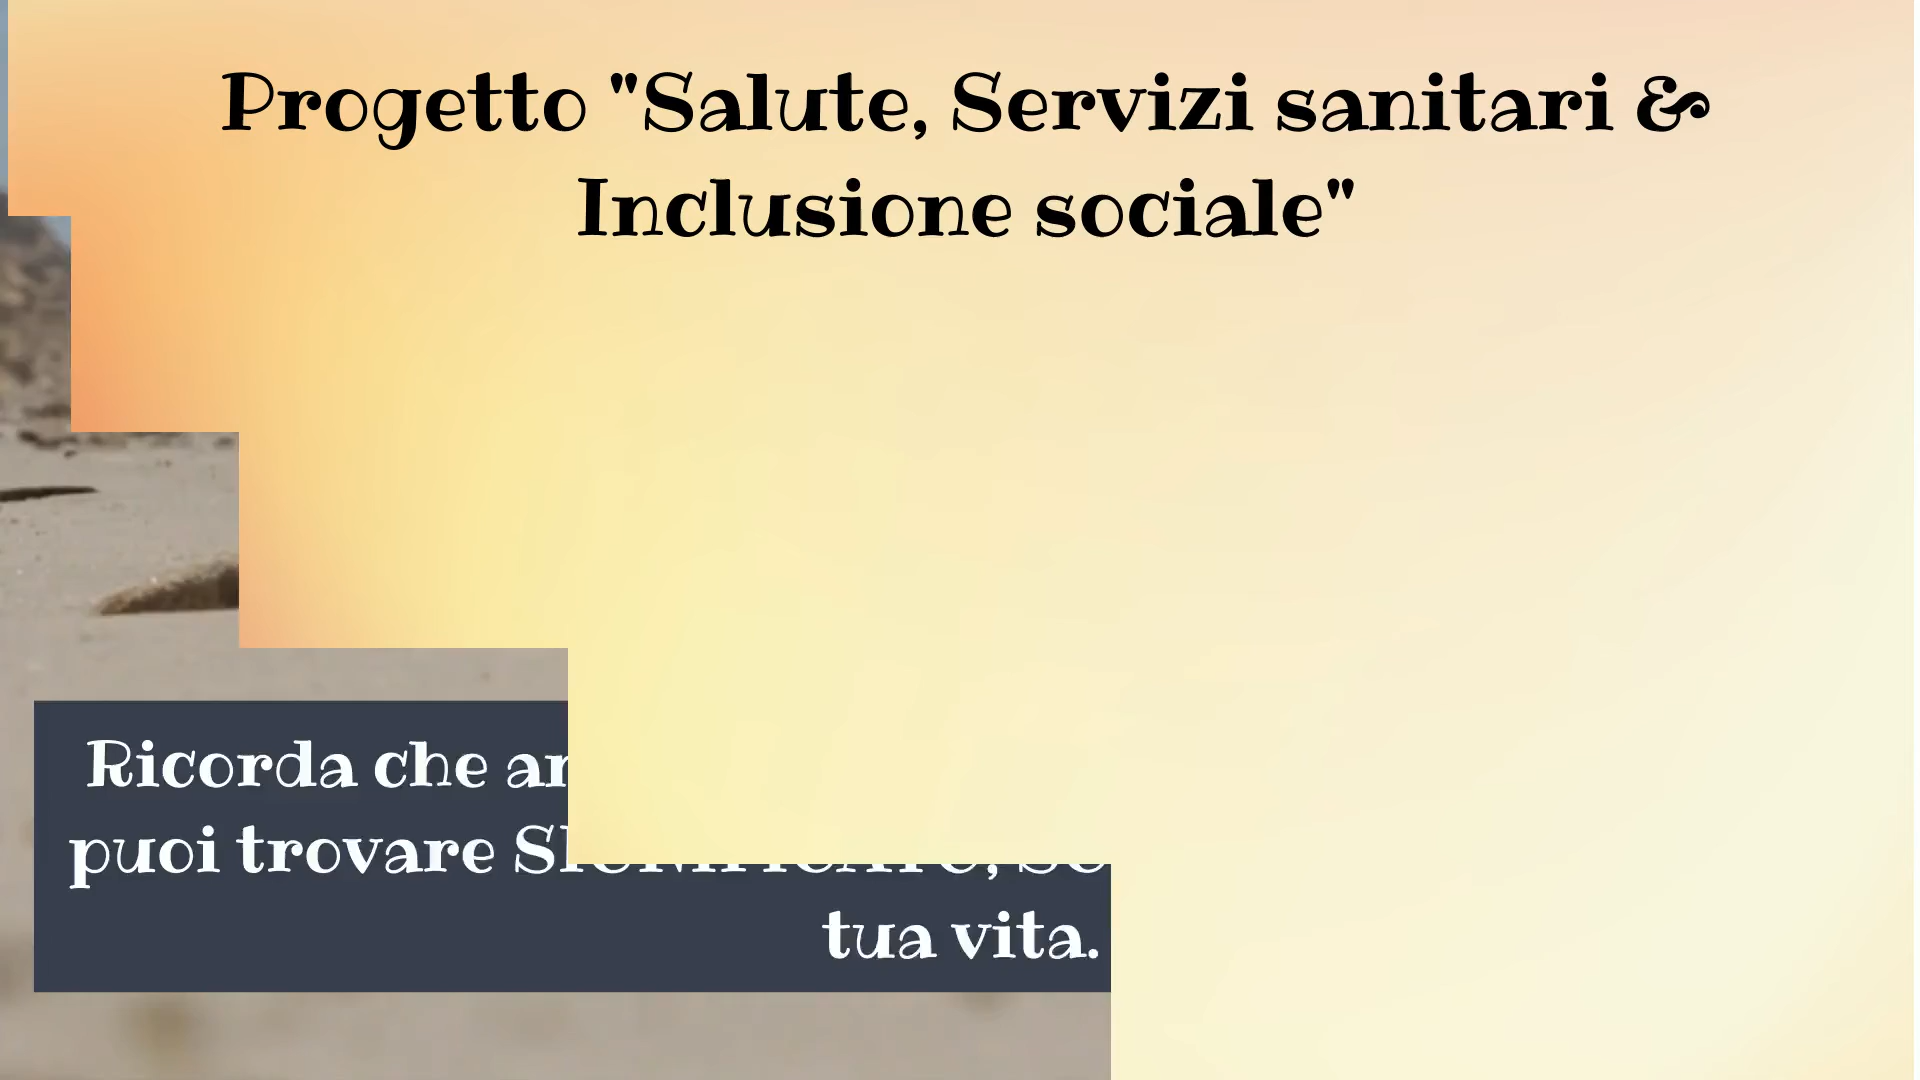 Progetto "Salute, Servizi sanitari &
Inclusione sociale"
Ricorda che
puoi trovare
tua vita.